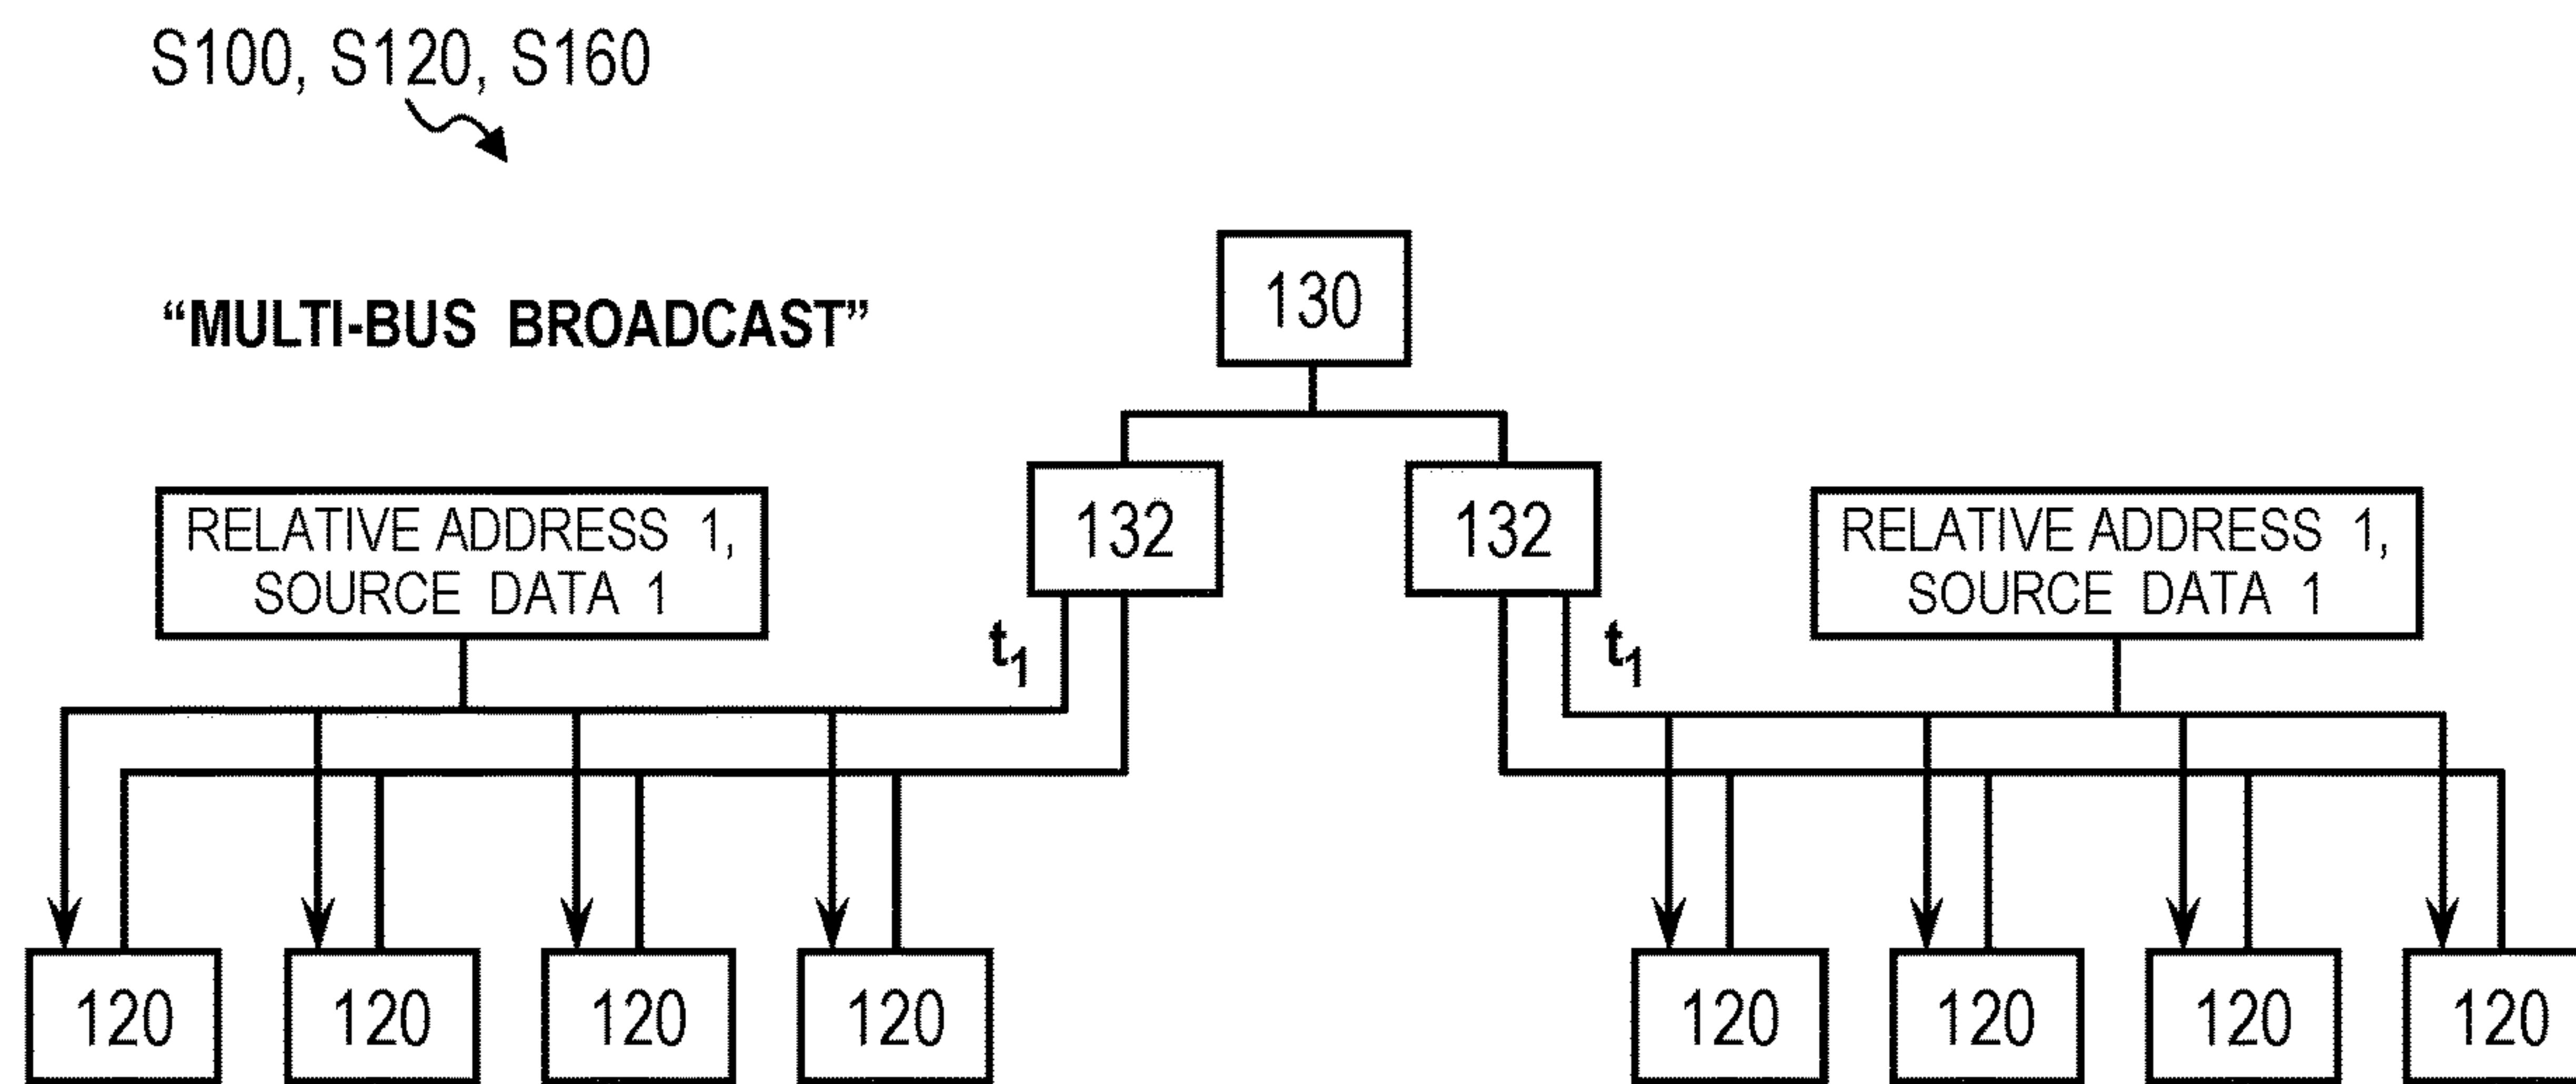 S100, S120, S160
“MULTI-BUS BROADCAST”
130
132
132
RELATIVE ADDRESS 1,
SOURCE DATA 1
RELATIVE ADDRESS 1,
SOURCE DATA 1
t1
t1
120
120
120
120
120
120
120
120